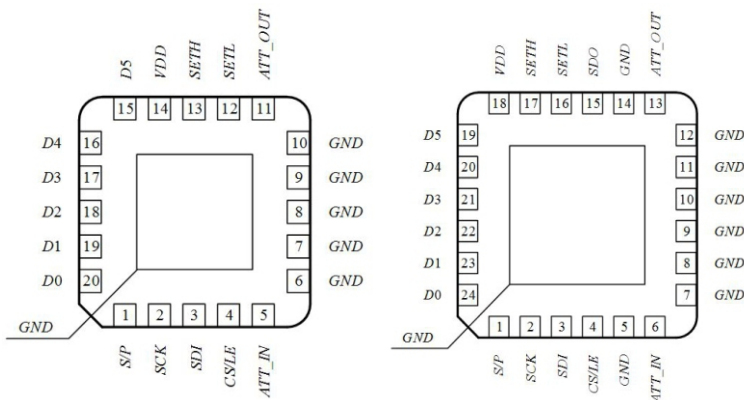 D5 VDD SETH SETL ATT_OUT
15 14 13 12 11
D4 16 10 GND
D3 17 9 GND
D2 18 8 GND
D1 19 7 GND
D0 20 6 GND
1 2 3 4 5
GND
S/P SCK SDI CS/LE ATT_IN
VDD SETH SETL SDO GND ATT_OUT
18 17 16 15 14 13
D5 19 12 GND
D4 20 11 GND
D3 21 10 GND
D2 22 9 GND
D1 23 8 GND
D0 24 7 GND
1 2 3 4 5 6
GND
S/P SCK SDI CS/LE GND ATT_IN